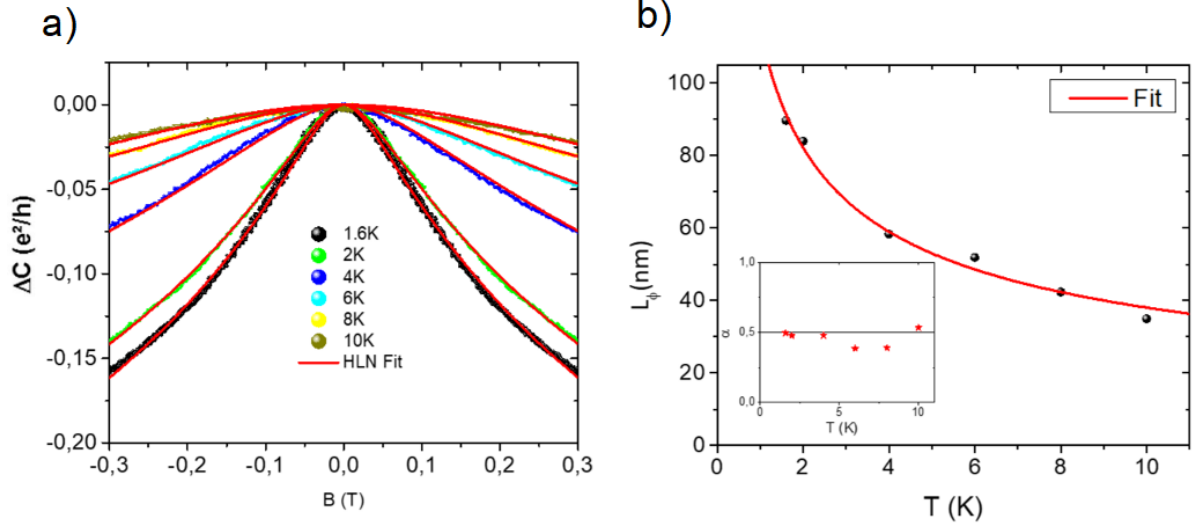 a)
0,00
-0,05
-0,10
-0,15
-0,20
ΔC (e²/h)
1.6K
2K
4K
6K
8K
10K
HLN Fit
-0,3 -0,2 -0,1 0,0 0,1 0,2 0,3
B (T)
b)
100
80
60
40
20
0
L_ϕ(nm)
Fit
1,0
0,5
0,0
α
0 5 10
T (K)
0 2 4 6 8 10
T (K)